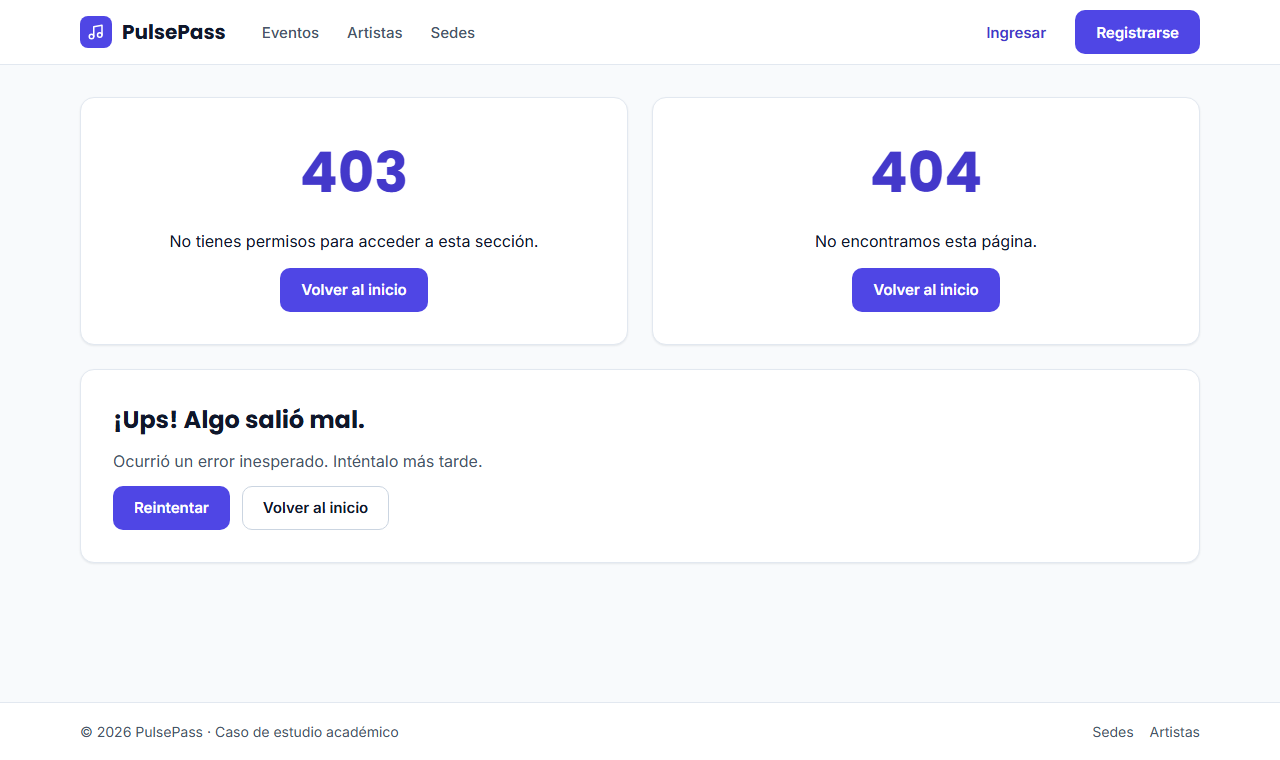 PulsePass
Eventos
Artistas
Sedes
Ingresar
Registrarse
403
No tienes permisos para acceder a esta sección.
Volver al inicio
404
No encontramos esta página.
Volver al inicio
¡Ups! Algo salió mal.
Ocurrió un error inesperado. Inténtalo más tarde.
Reintentar
Volver al inicio
© 2026 PulsePass · Caso de estudio académico
Sedes
Artistas